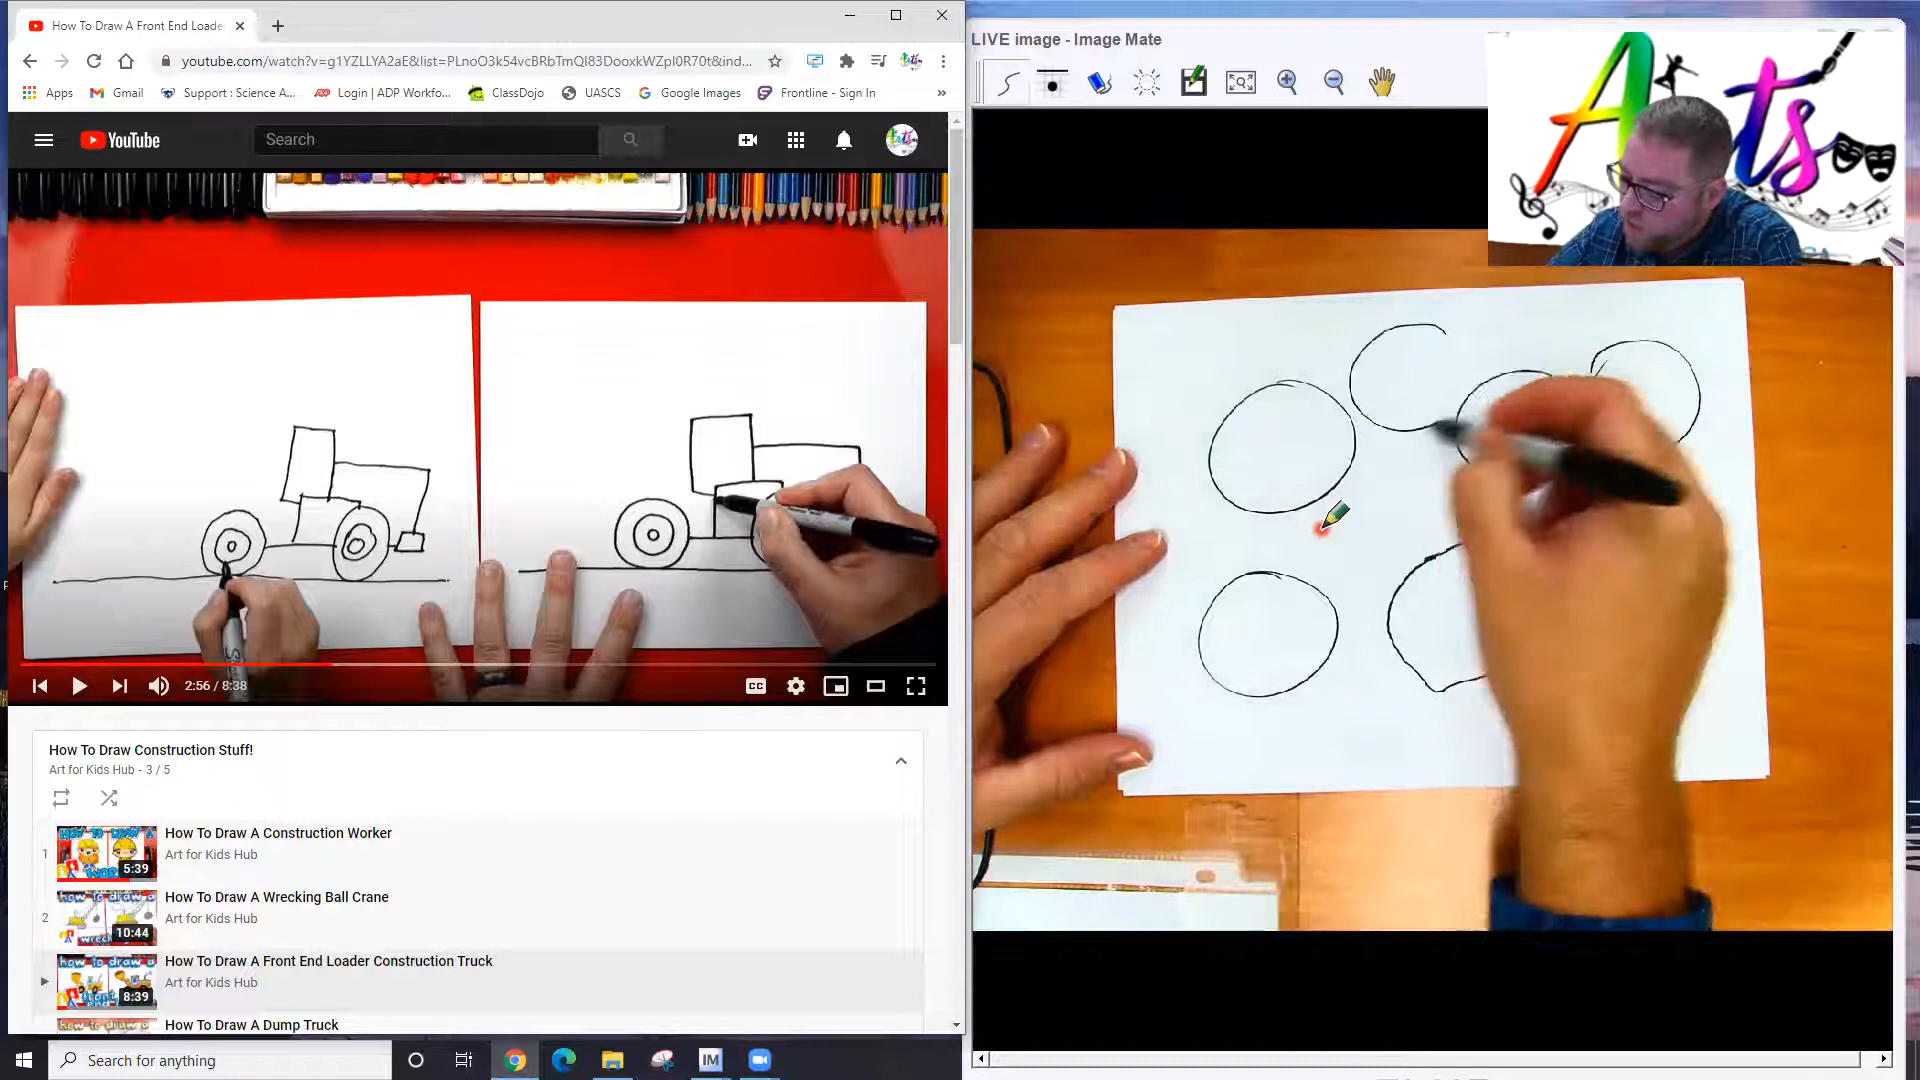 How To Draw A Front End Loade
youtube.com/watch?v=g1YZLLYA2aE&list=PLnoO3k54vcBRbTmQI83DooxkWZpI0R70t&ind...
Apps
Gmail
Support : Science A...
Login | ADP Workfo...
ClassDojo
UASCS
Google Images
Frontline - Sign In
»
YouTube
Search
2:56 / 8:38
CC
How To Draw Construction Stuff!
Art for Kids Hub - 3 / 5
1
5:39
How To Draw A Construction Worker
Art for Kids Hub
2
10:44
How To Draw A Wrecking Ball Crane
Art for Kids Hub
8:39
How To Draw A Front End Loader Construction Truck
Art for Kids Hub
How To Draw A Dump Truck
Search for anything
IM
LIVE image - Image Mate
Arts